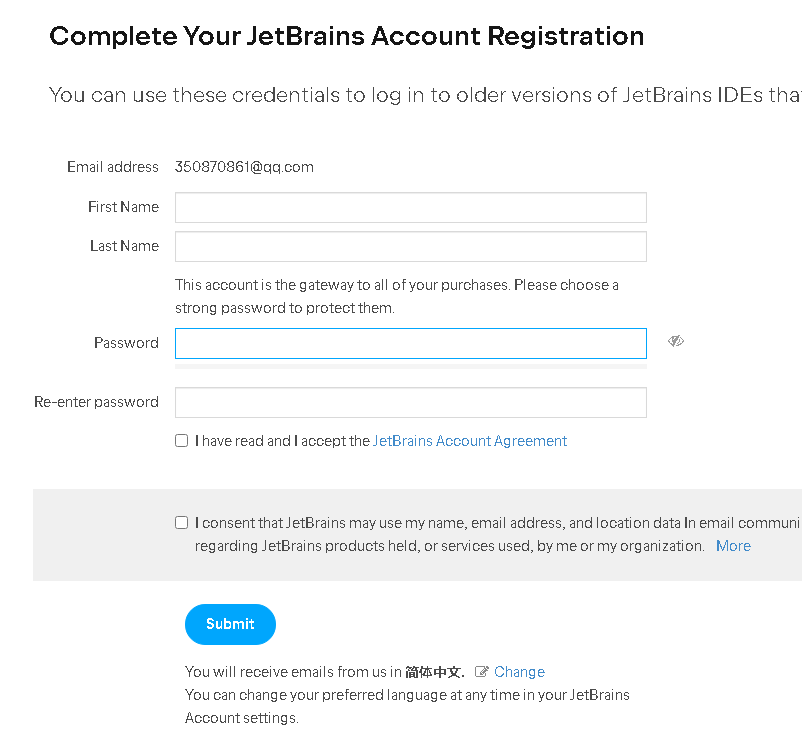 Complete Your JetBrains Account Registration
You can use these credentials to log in to older versions of JetBrains IDEs tha
Email address 350870861@qq.com
First Name
Last Name
This account is the gateway to all of your purchases. Please choose a
strong password to protect them.
Password
Re-enter password
I have read and I accept the JetBrains Account Agreement
I consent that JetBrains may use my name, email address, and location data In email communi
regarding JetBrains products held, or services used, by me or my organization. More
Submit
You will receive emails from us in 简体中文. Change
You can change your preferred language at any time in your JetBrains
Account settings.